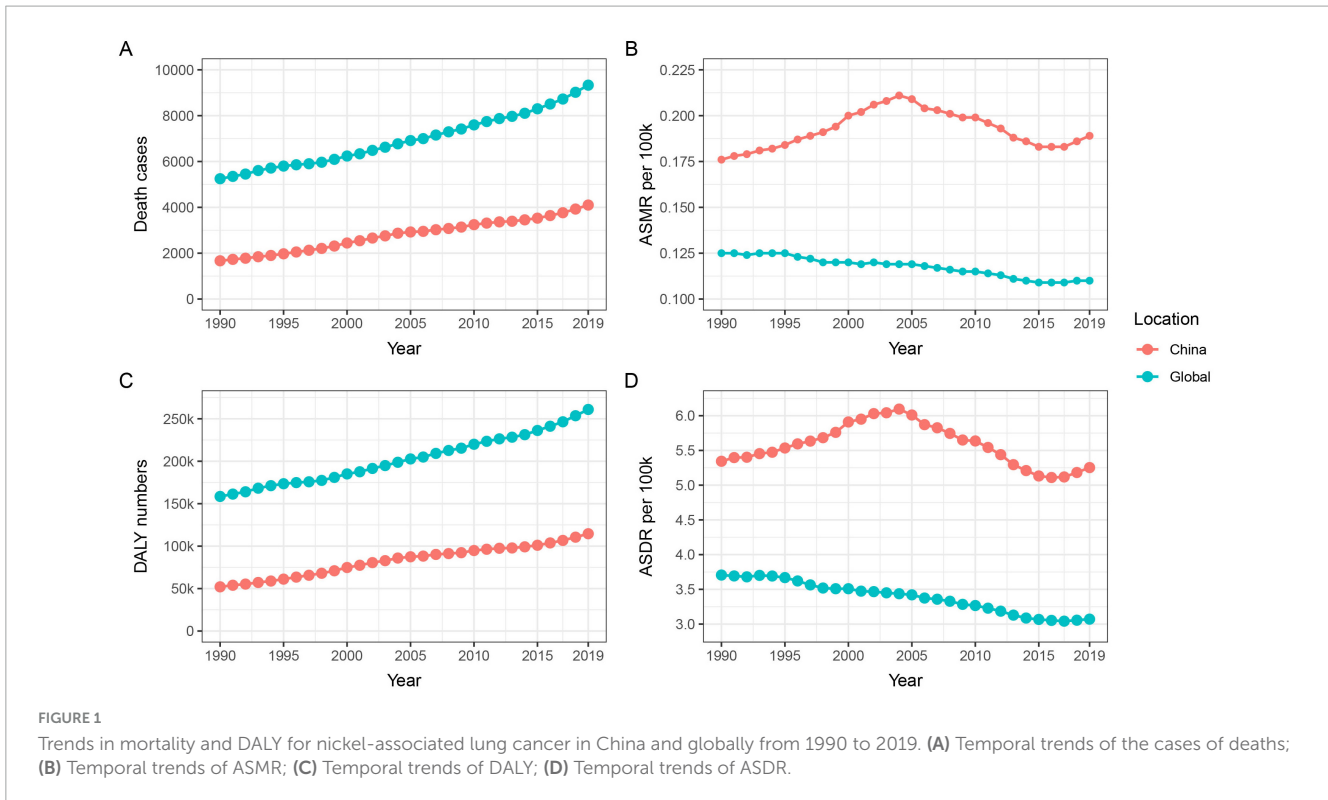 A
10000
8000
6000
4000
2000
0
Death cases
1990 1995 2000 2005 2010 2015 2019
Year
B
0.225
0.200
0.175
0.150
0.125
0.100
ASMR per 100k
1990 1995 2000 2005 2010 2015 2019
Year
C
250k
200k
150k
100k
50k
0
DALY numbers
1990 1995 2000 2005 2010 2015 2019
Year
D
6.0
5.5
5.0
4.5
4.0
3.5
3.0
ASDR per 100k
1990 1995 2000 2005 2010 2015 2019
Year
Location
China
Global
FIGURE 1
Trends in mortality and DALY for nickel-associated lung cancer in China and globally from 1990 to 2019. (A) Temporal trends of the cases of deaths;
(B) Temporal trends of ASMR; (C) Temporal trends of DALY; (D) Temporal trends of ASDR.